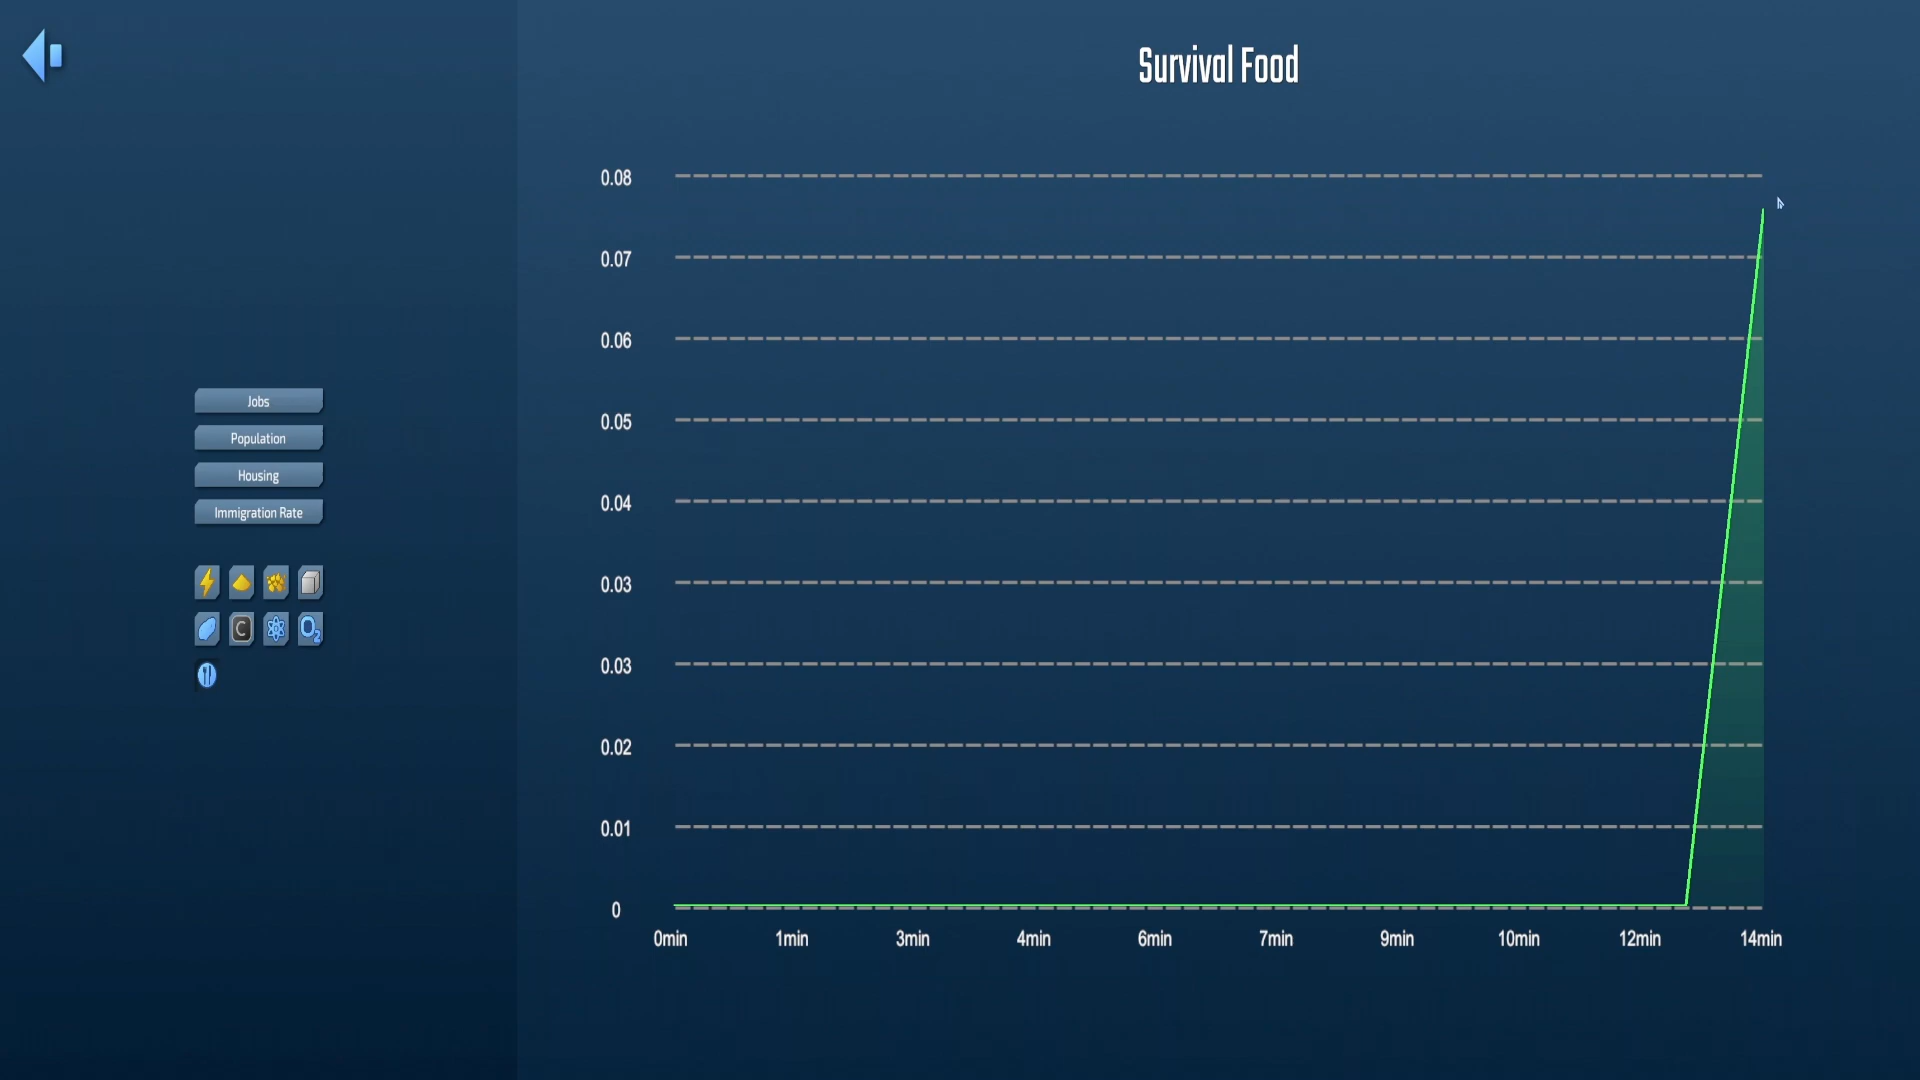 Survival Food
0.08
0.07
0.06
0.05
0.04
0.03
0.03
0.02
0.01
0
0min 1min 3min 4min 6min 7min 9min 10min 12min 14min
Jobs
Population
Housing
Immigration Rate
C
O2